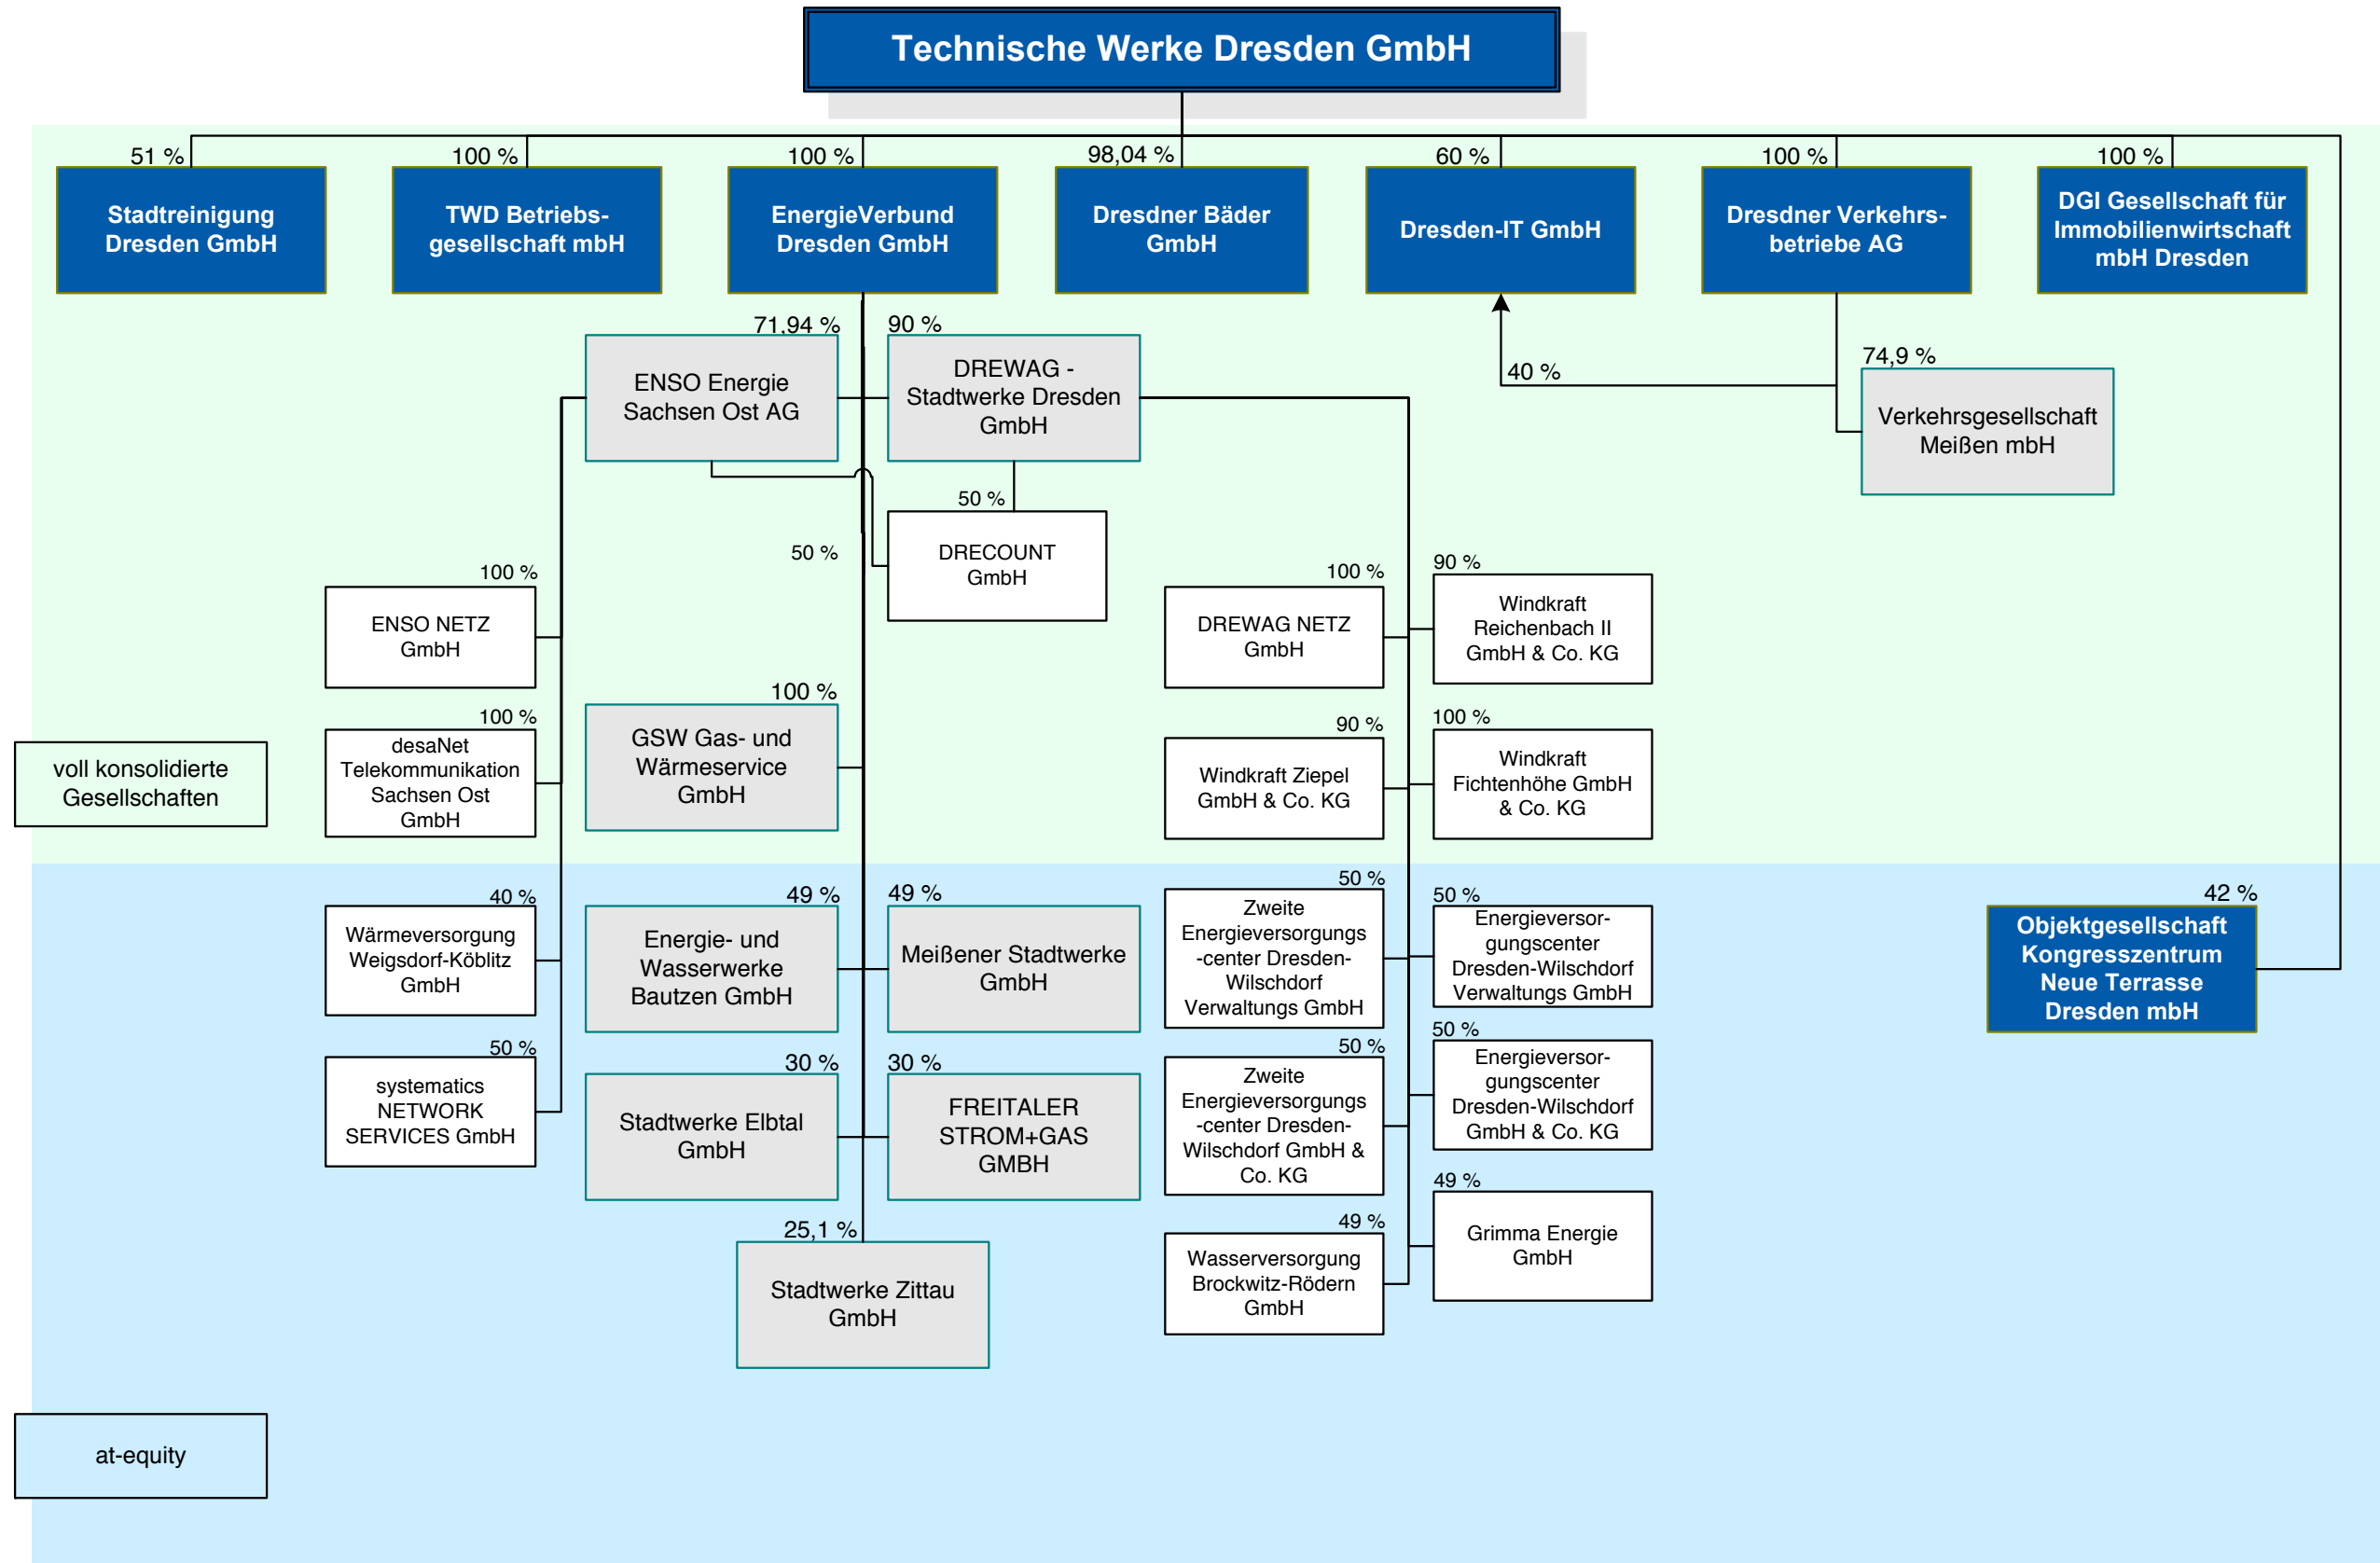 Technische Werke Dresden GmbH
51 %
100 %
100 %
98,04 %
60 %
100 %
100 %
Stadtreinigung
Dresden GmbH
TWD Betriebs-
gesellschaft mbH
EnergieVerbund
Dresden GmbH
Dresdner Bäder
GmbH
Dresden-IT GmbH
Dresdner Verkehrs-
betriebe AG
DGI Gesellschaft für
Immobilienwirtschaft
mbH Dresden
71,94 %
ENSO Energie
Sachsen Ost AG
90 %
DREWAG -
Stadtwerke Dresden
GmbH
40 %
74,9 %
Verkehrsgesellschaft
Meißen mbH
50 %
50 %
DRECOUNT
GmbH
100 %
ENSO NETZ
GmbH
100 %
DREWAG NETZ
GmbH
90 %
Windkraft
Reichenbach II
GmbH & Co. KG
100 %
desaNet
Telekommunikation
Sachsen Ost
GmbH
100 %
GSW Gas- und
Wärmeservice
GmbH
90 %
Windkraft Ziepel
GmbH & Co. KG
100 %
Windkraft
Fichtenhöhe GmbH
& Co. KG
voll konsolidierte
Gesellschaften
40 %
Wärmeversorgung
Weigsdorf-Köblitz
GmbH
49 %
Energie- und
Wasserwerke
Bautzen GmbH
49 %
Meißener Stadtwerke
GmbH
50 %
Zweite
Energieversorgungs
-center Dresden-
Wilschdorf
Verwaltungs GmbH
50 %
Energieversor-
gungscenter
Dresden-Wilschdorf
Verwaltungs GmbH
42 %
Objektgesellschaft
Kongresszentrum
Neue Terrasse
Dresden mbH
50 %
systematics
NETWORK
SERVICES GmbH
30 %
Stadtwerke Elbtal
GmbH
30 %
FREITALER
STROM+GAS
GMBH
50 %
Zweite
Energieversorgungs
-center Dresden-
Wilschdorf GmbH &
Co. KG
50 %
Energieversor-
gungscenter
Dresden-Wilschdorf
GmbH & Co. KG
25,1 %
Stadtwerke Zittau
GmbH
49 %
Wasserversorgung
Brockwitz-Rödern
GmbH
49 %
Grimma Energie
GmbH
at-equity